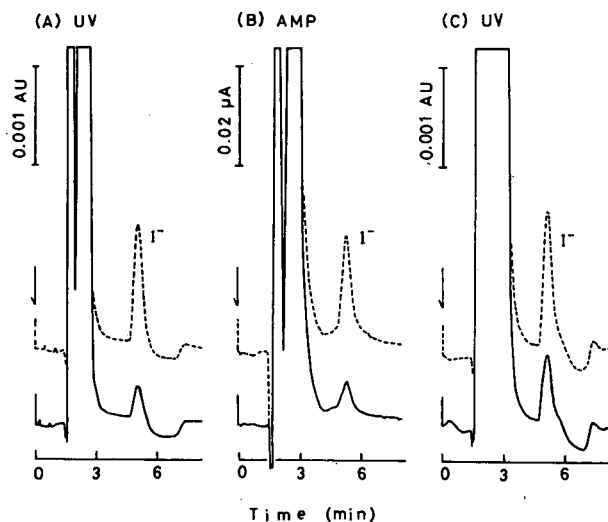 (A) UV
(B) AMP
(C) UV
0.001 AU
0.02 μA
0.001 AU
I⁻
I⁻
I⁻
0 3 6
0 3 6
0 3 6
Time (min)